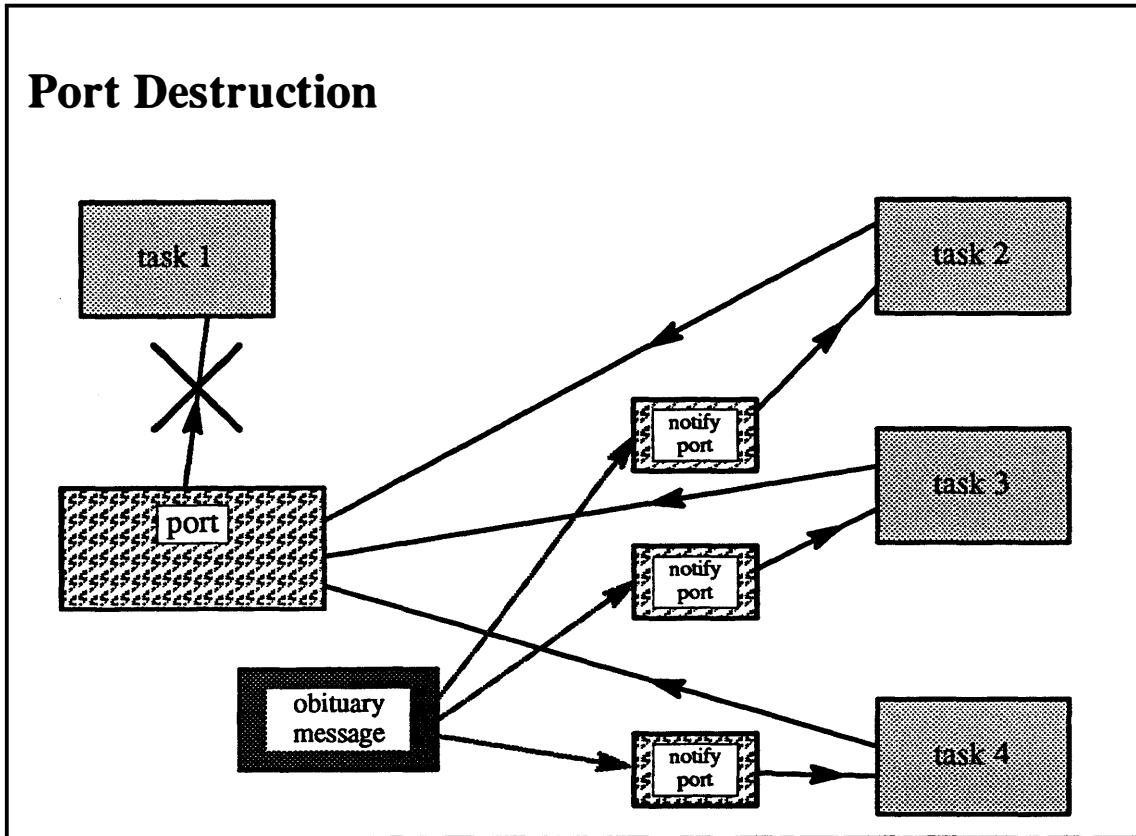 Port Destruction
task 1
task 2
notify
port
task 3
port
notify
port
obituary
message
notify
port
task 4